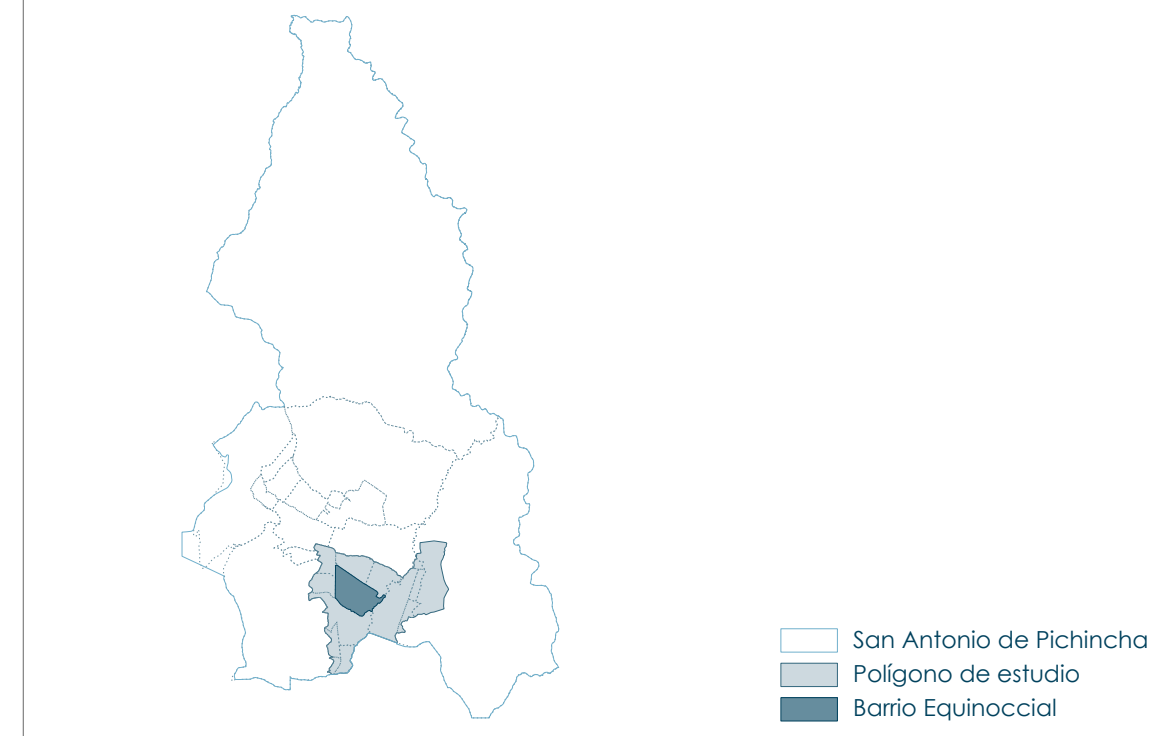 San Antonio de Pichincha
Polígono de estudio
Barrio Equinoccial